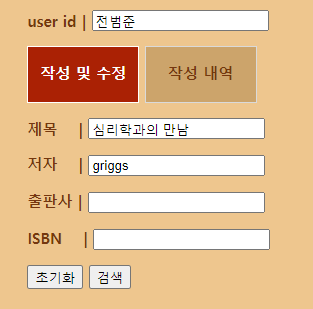 user id | 전범준
작성 및 수정 작성 내역
제목 | 심리학과의 만남
저자 | griggs
출판사 |
ISBN |
초기화 검색